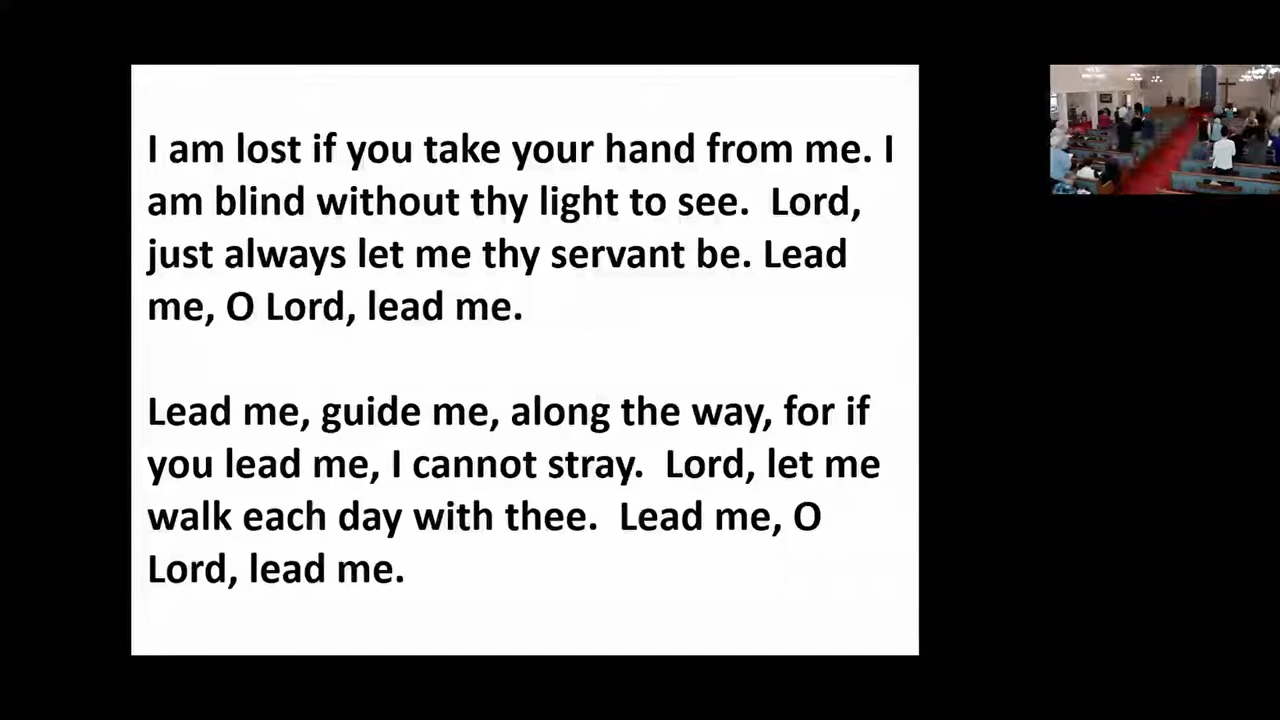 I am lost if you take your hand from me. I
am blind without thy light to see.  Lord,
just always let me thy servant be. Lead
me, O Lord, lead me.
Lead me, guide me, along the way, for if
you lead me, I cannot stray.  Lord, let me
walk each day with thee.  Lead me, O
Lord, lead me.